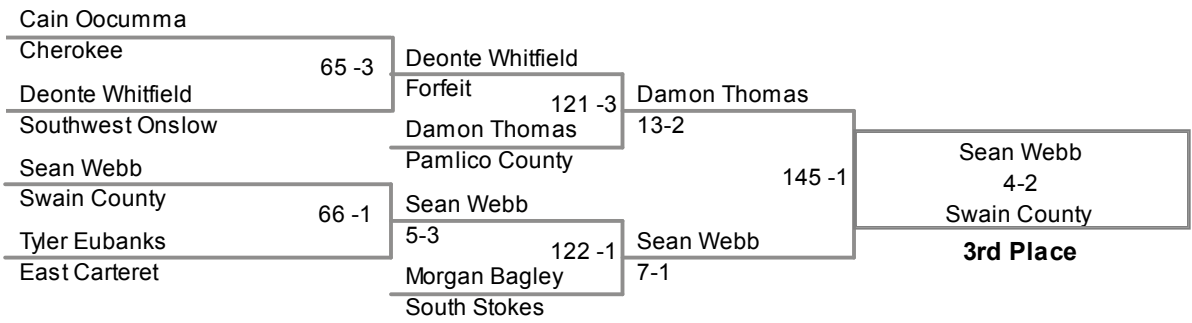 Cain Oocumma
Cherokee
65 -3
Deonte Whitfield
Southwest Onslow
Sean Webb
Swain County
66 -1
Tyler Eubanks
East Carteret
Deonte Whitfield
Forfeit
121 -3
Damon Thomas
Pamlico County
Sean Webb
5-3
122 -1
Morgan Bagley
South Stokes
Damon Thomas
13-2
145 -1
Sean Webb
7-1
Sean Webb
4-2
Swain County
3rd Place